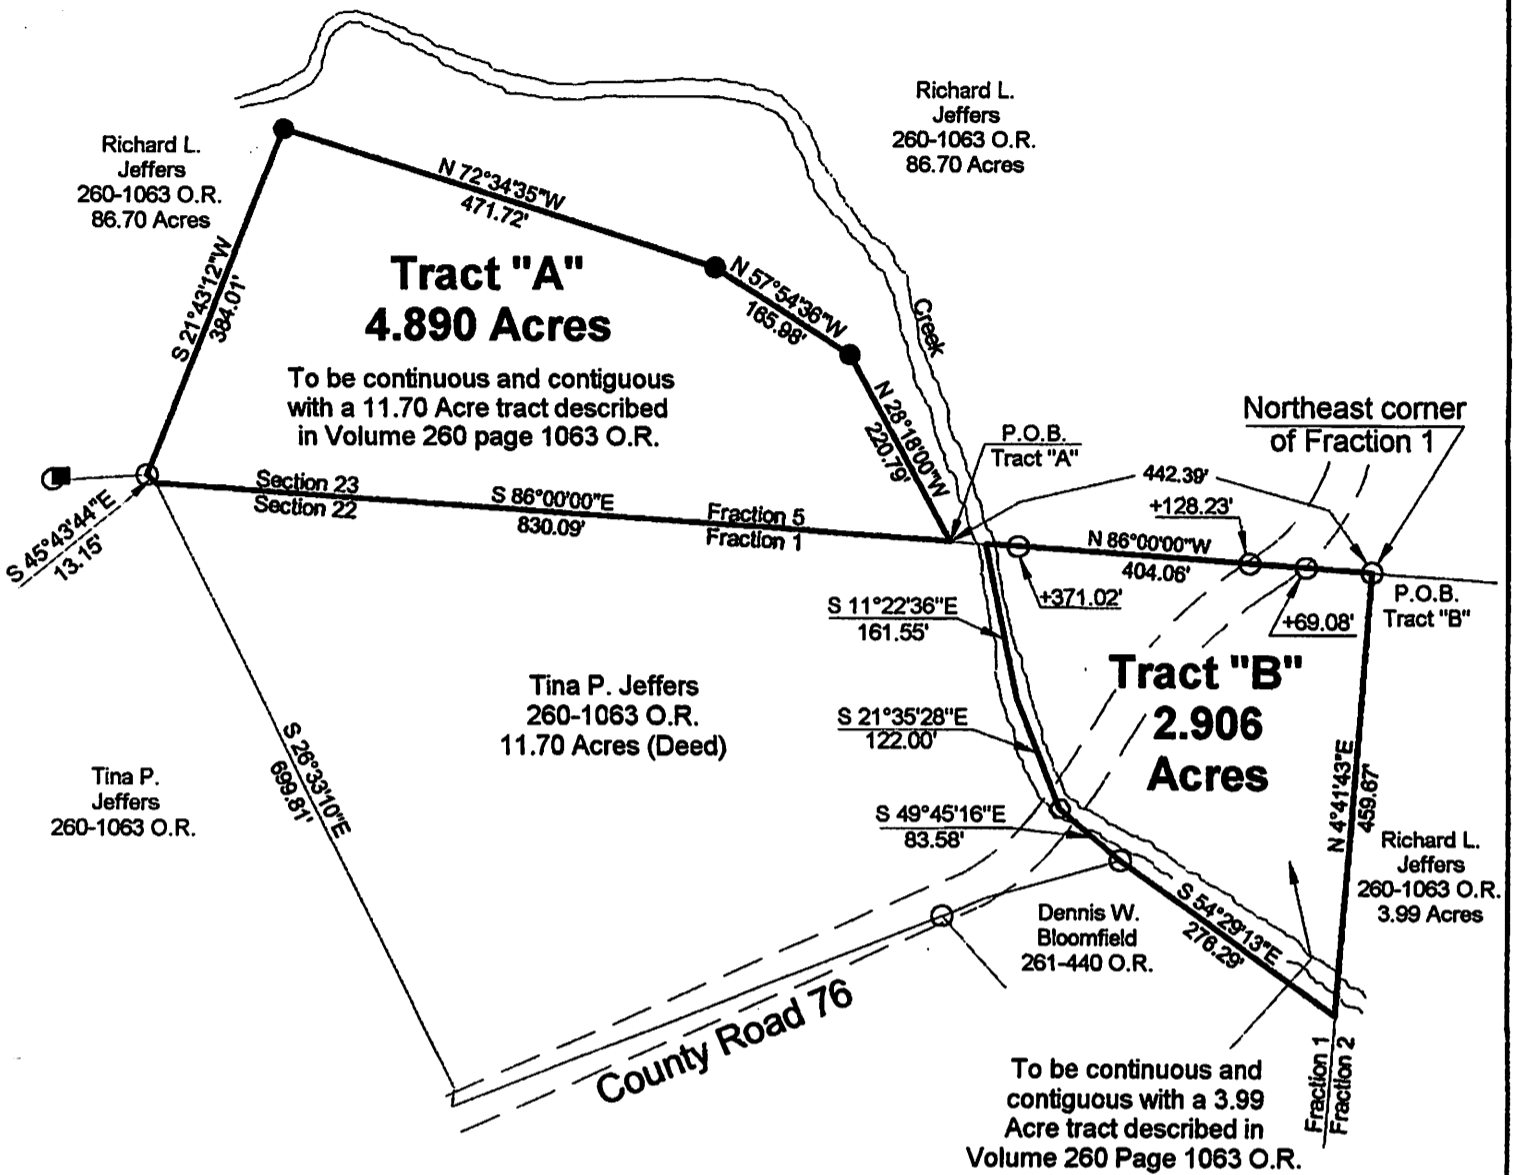 Richard L.
Jeffers
260-1063 O.R.
86.70 Acres
Richard L.
Jeffers
260-1063 O.R.
86.70 Acres
N 72°34'35"W
471.72'
S 21°43'12"W
384.01'
Tract "A"
4.890 Acres
To be continuous and contiguous
with a 11.70 Acre tract described
in Volume 260 page 1063 O.R.
N 57°54'36"W
165.98'
N 28°18'00"W
220.79'
Creek
P.O.B.
Tract "A"
Northeast corner
of Fraction 1
442.39'
+128.23'
Section 23
Section 22
S 86°00'00"E
830.09'
Fraction 5
Fraction 1
N 86°00'00"W
404.06'
+371.02'
+69.08'
P.O.B.
Tract "B"
S 45°43'44"E
13.15'
S 11°22'36"E
161.55'
S 21°35'28"E
122.00'
S 49°45'16"E
83.58'
Tract "B"
2.906
Acres
Tina P. Jeffers
260-1063 O.R.
11.70 Acres (Deed)
S 26°33'10"E
699.81'
Tina P.
Jeffers
260-1063 O.R.
N 4°41'43"E
459.67'
Richard L.
Jeffers
260-1063 O.R.
3.99 Acres
S 54°29'13"E
276.29'
Dennis W.
Bloomfield
261-440 O.R.
County Road 76
To be continuous and
contiguous with a 3.99
Acre tract described in
Volume 260 Page 1063 O.R.
Fraction 1
Fraction 2